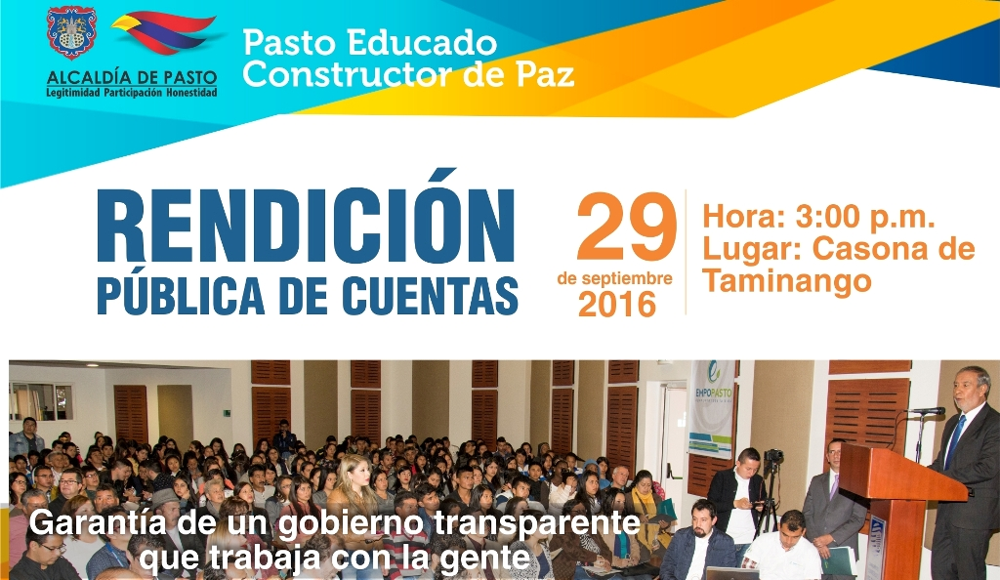 ALCALDÍA DE PASTO
Legitimidad Participación Honestidad
Pasto Educado
Constructor de Paz
RENDICIÓN
PÚBLICA DE CUENTAS
29
de septiembre
2016
Hora: 3:00 p.m.
Lugar: Casona de
Taminango
EMPOPASTO
Garantía de un gobierno transparente
que trabaja con la gente